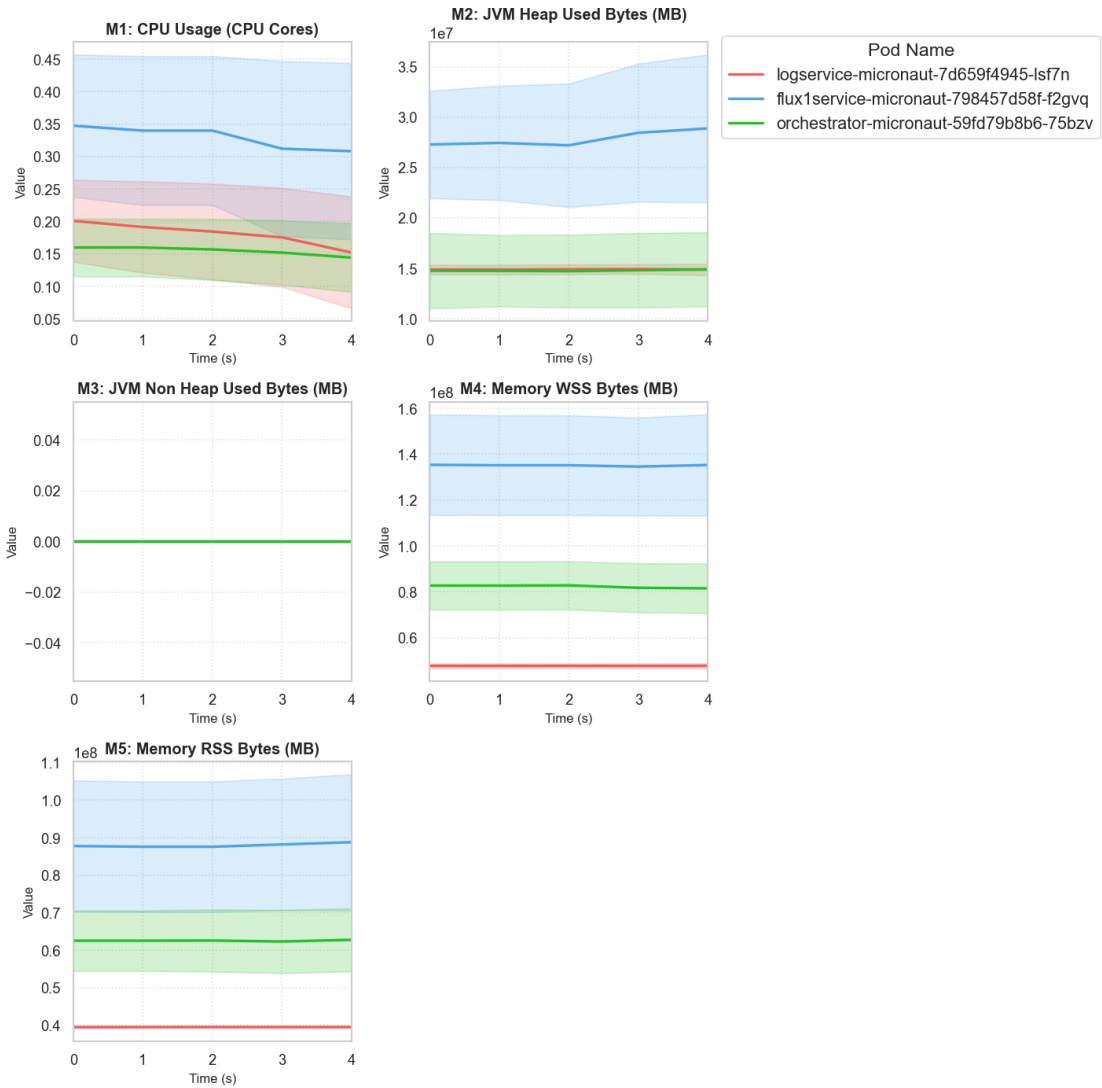 M1: CPU Usage (CPU Cores)
0.45
0.40
0.35
0.30
0.25
0.20
0.15
0.10
0.05
Value
0 1 2 3 4
Time (s)
M2: JVM Heap Used Bytes (MB)
1e7
3.5
3.0
2.5
2.0
1.5
1.0
Value
0 1 2 3 4
Time (s)
Pod Name
logservice-micronaut-7d659f4945-lsf7n
flux1service-micronaut-798457d58f-f2gvq
orchestrator-micronaut-59fd79b8b6-75bzv
M3: JVM Non Heap Used Bytes (MB)
0.04
0.02
0.00
−0.02
−0.04
Value
0 1 2 3 4
Time (s)
M4: Memory WSS Bytes (MB)
1e8
1.6
1.4
1.2
1.0
0.8
0.6
Value
0 1 2 3 4
Time (s)
M5: Memory RSS Bytes (MB)
1e8
1.1
1.0
0.9
0.8
0.7
0.6
0.5
0.4
Value
0 1 2 3 4
Time (s)